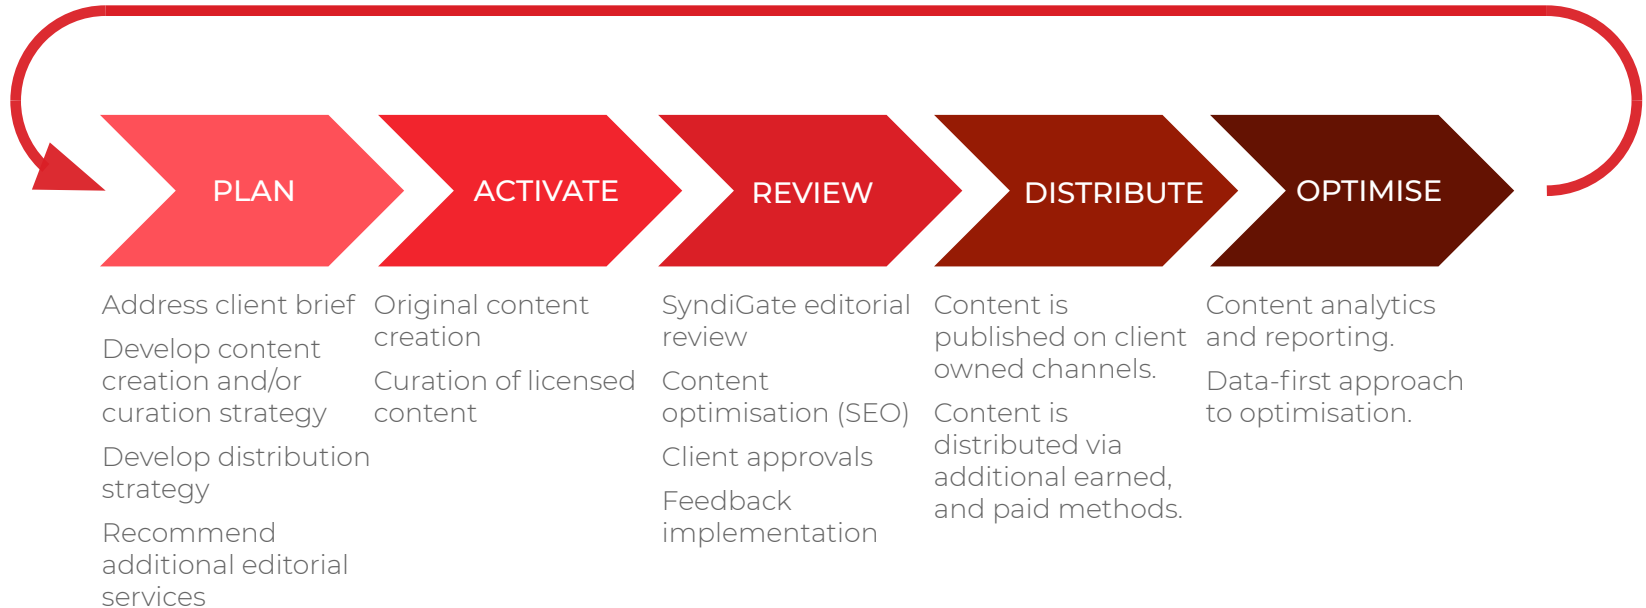 PLAN
ACTIVATE
REVIEW
DISTRIBUTE
OPTIMISE
Address client brief
Develop content
creation and/or
curation strategy
Develop distribution
strategy
Recommend
additional editorial
services
Original content
creation
Curation of licensed
content
SyndiGate editorial
review
Content
optimisation (SEO)
Client approvals
Feedback
implementation
Content is
published on client
owned channels.
Content is
distributed via
additional earned,
and paid methods.
Content analytics
and reporting.
Data-first approach
to optimisation.